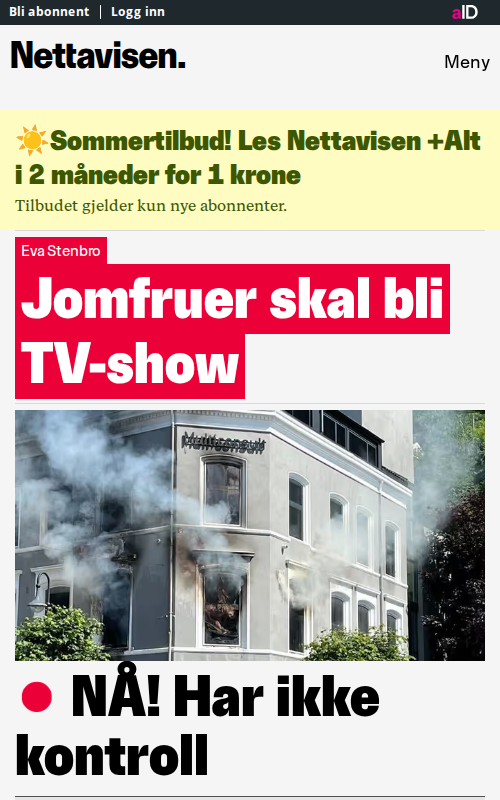 Bli abonnent
Logg inn
aID
Nettavisen.
Meny
Sommertilbud! Les Nettavisen +Alt
i 2 måneder for 1 krone
Tilbudet gjelder kun nye abonnenter.
Eva Stenbro
Jomfruer skal bli
TV-show
Multiconsult
NÅ! Har ikke
kontroll